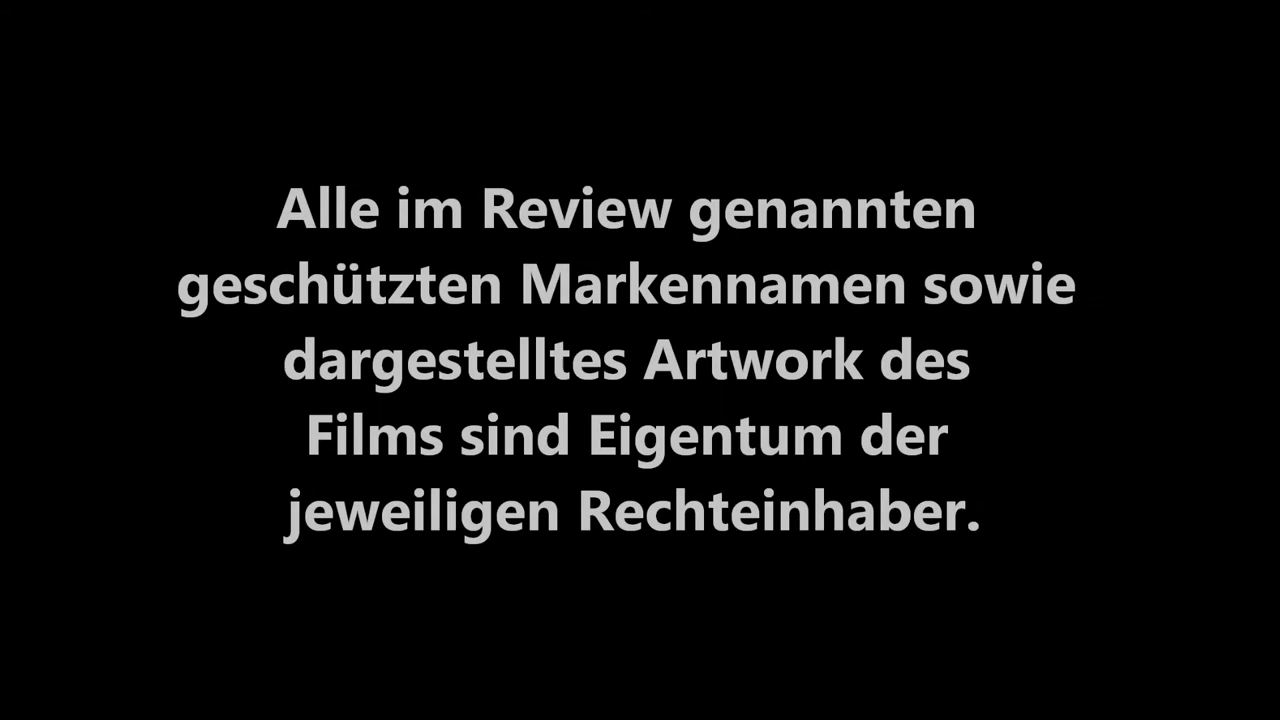 Alle im Review genannten
geschützten Markennamen sowie
dargestelltes Artwork des
Films sind Eigentum der
jeweiligen Rechteinhaber.